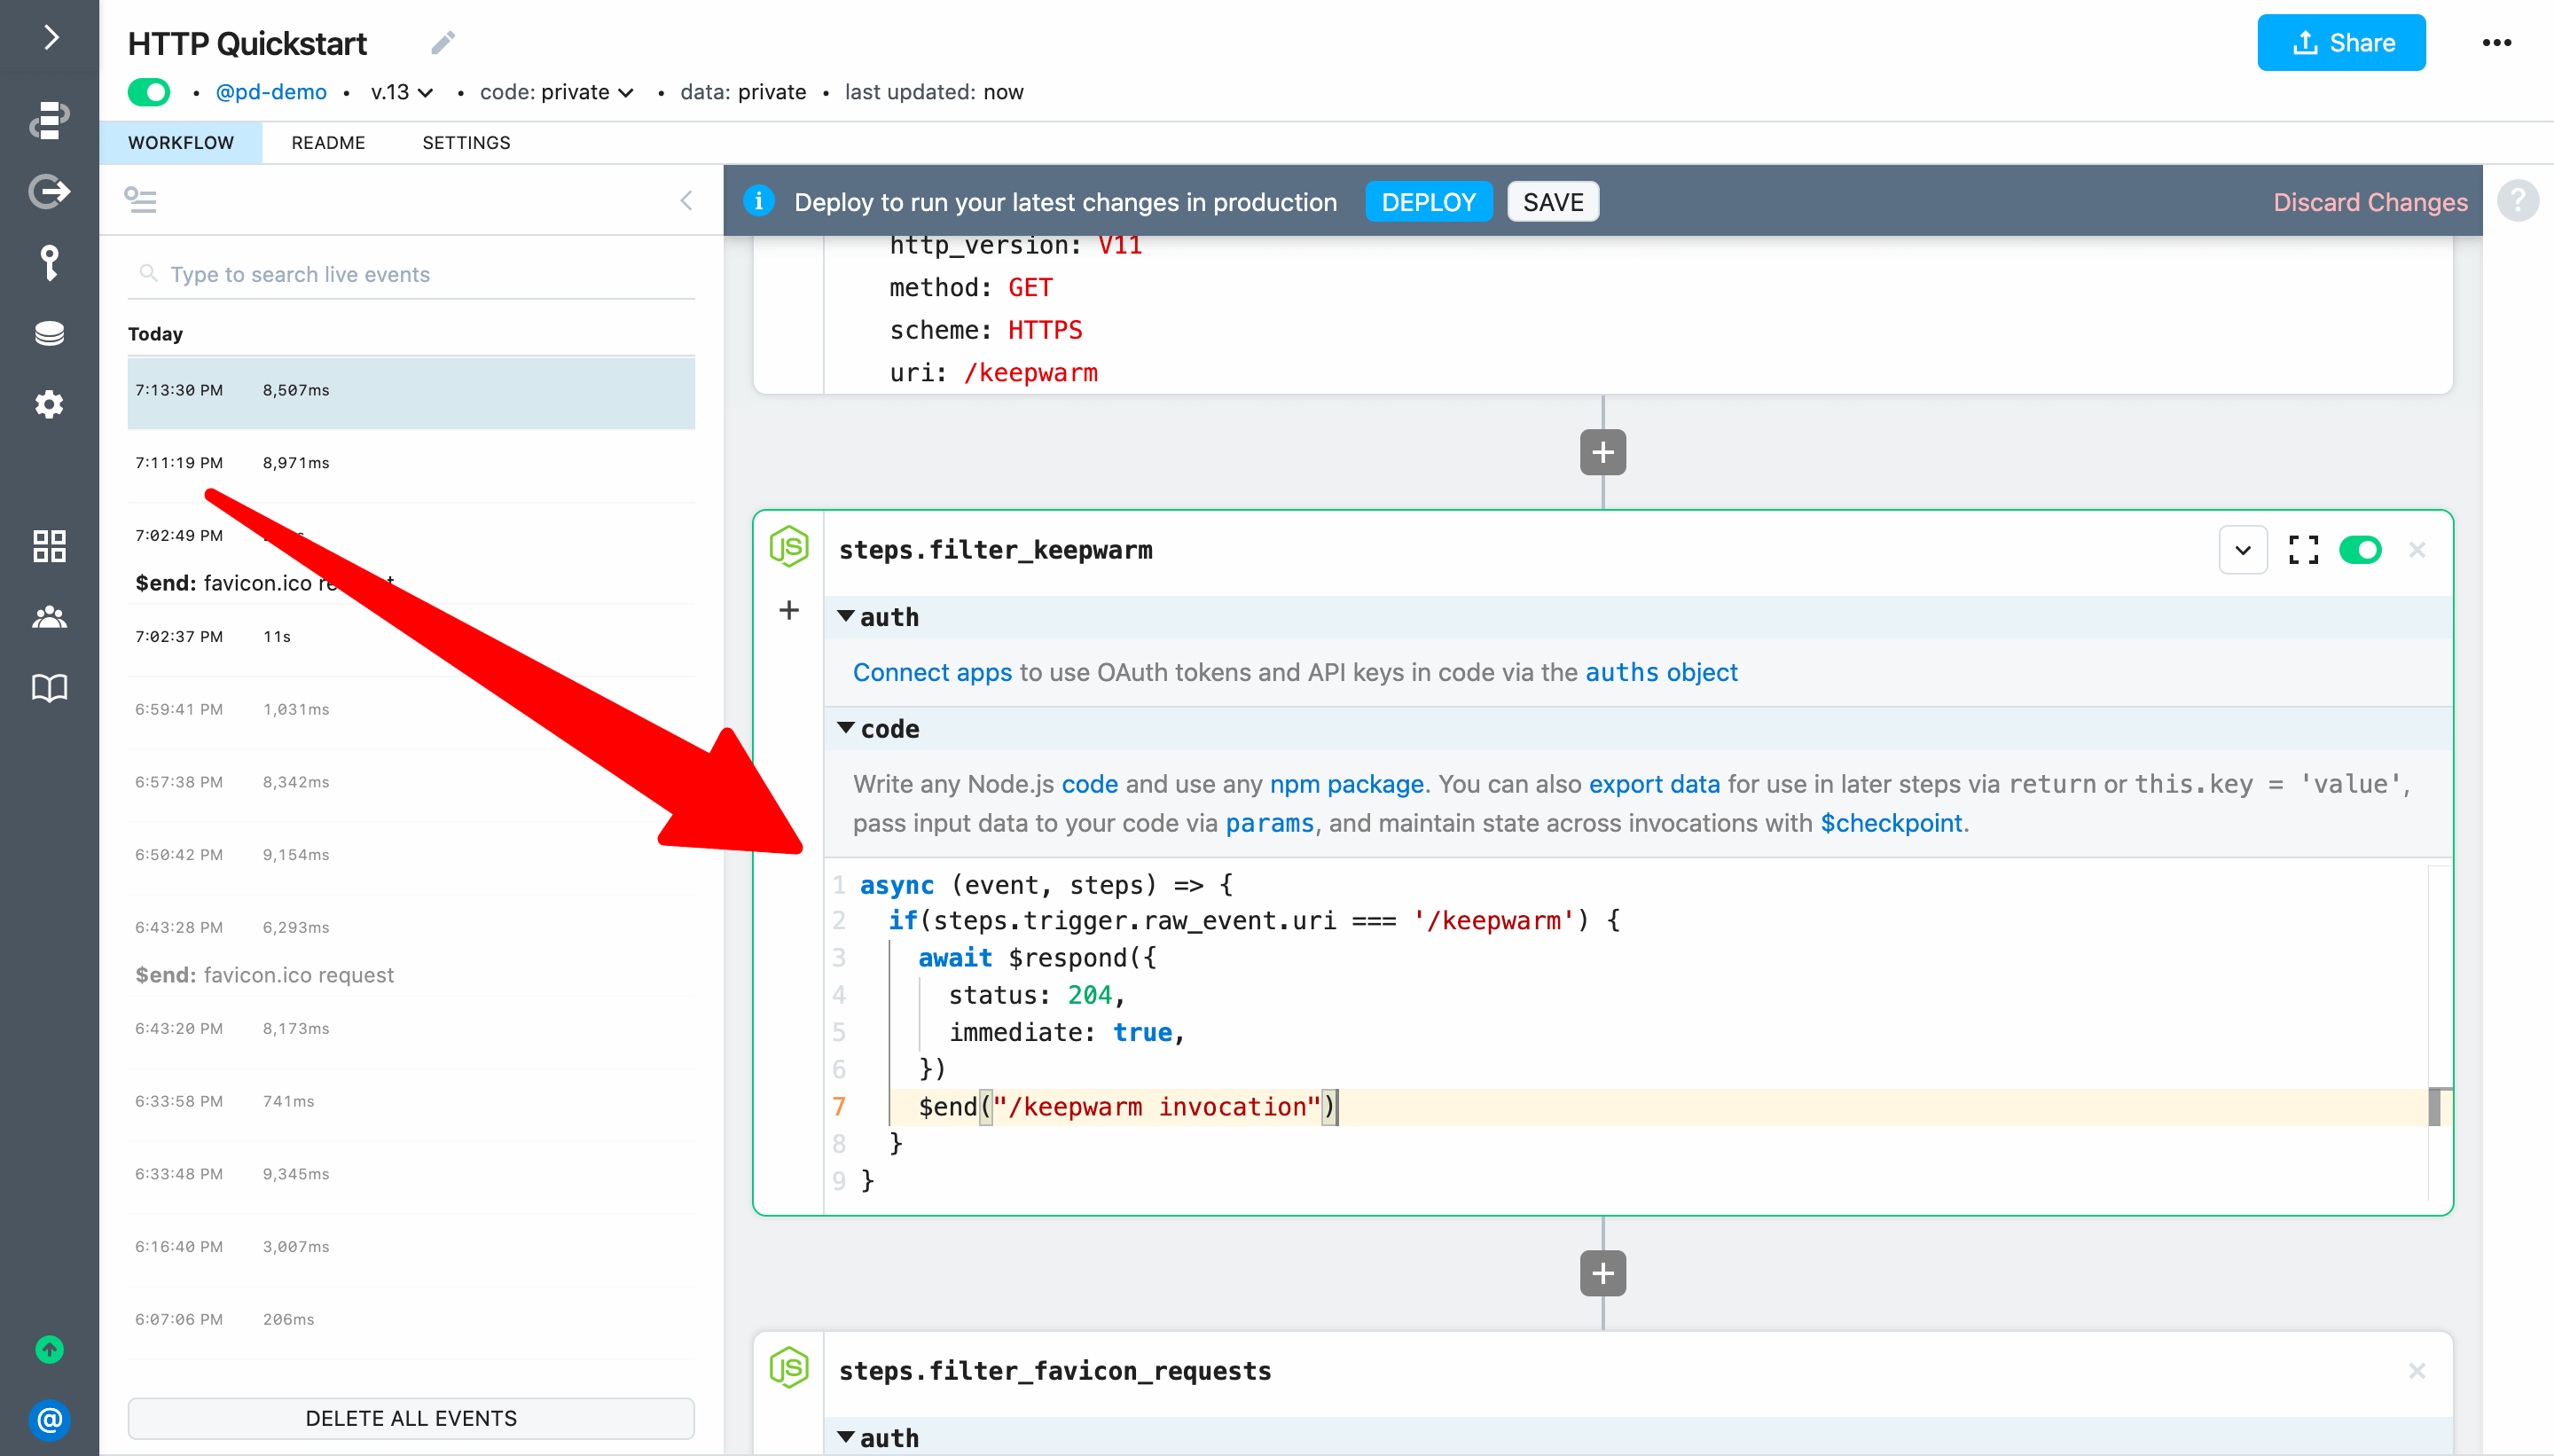 HTTP Quickstart
Share
• @pd-demo • v.13 • code: private • data: private • last updated: now
WORKFLOW README SETTINGS
Deploy to run your latest changes in production DEPLOY SAVE Discard Changes
?
Type to search live events
Today
7:13:30 PM 8,507ms
7:11:19 PM 8,971ms
7:02:49 PM
$end: favicon.ico request
7:02:37 PM 11s
6:59:41 PM 1,031ms
6:57:38 PM 8,342ms
6:50:42 PM 9,154ms
6:43:28 PM 6,293ms
$end: favicon.ico request
6:43:20 PM 8,173ms
6:33:58 PM 741ms
6:33:48 PM 9,345ms
6:16:40 PM 3,007ms
6:07:06 PM 206ms
DELETE ALL EVENTS
http_version: V11
method: GET
scheme: HTTPS
uri: /keepwarm
JS steps.filter_keepwarm
auth
Connect apps to use OAuth tokens and API keys in code via the auths object
code
Write any Node.js code and use any npm package. You can also export data for use in later steps via return or this.key = 'value',
pass input data to your code via params, and maintain state across invocations with $checkpoint.
1 async (event, steps) => {
2 if(steps.trigger.raw_event.uri === '/keepwarm') {
3 await $respond({
4 status: 204,
5 immediate: true,
6 })
7 $end("/keepwarm invocation")
8 }
9 }
JS steps.filter_favicon_requests
auth